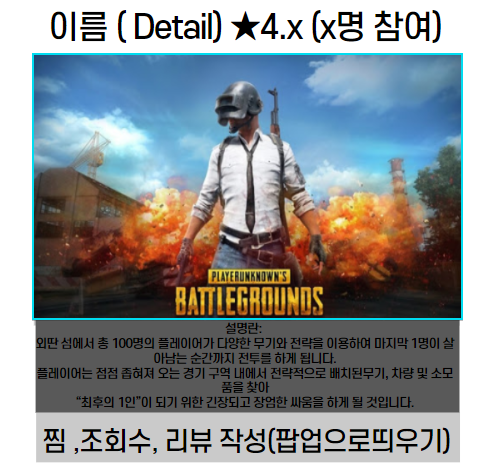 이름 ( Detail) ★4.x (x명 참여)
PLAYERUNKNOWN'S
BATTLEGROUNDS
설명란:
외딴 섬에서 총 100명의 플레이어가 다양한 무기와 전략을 이용하여 마지막 1명이 살
아남는 순간까지 전투를 하게 됩니다.
플레이어는 점점 좁혀져 오는 경기 구역 내에서 전략적으로 배치된무기, 차량 및 소모
품을 찾아
“최후의 1인”이 되기 위한 긴장되고 장엄한 싸움을 하게 될 것입니다.
찜 ,조회수, 리뷰 작성(팝업으로띄우기)